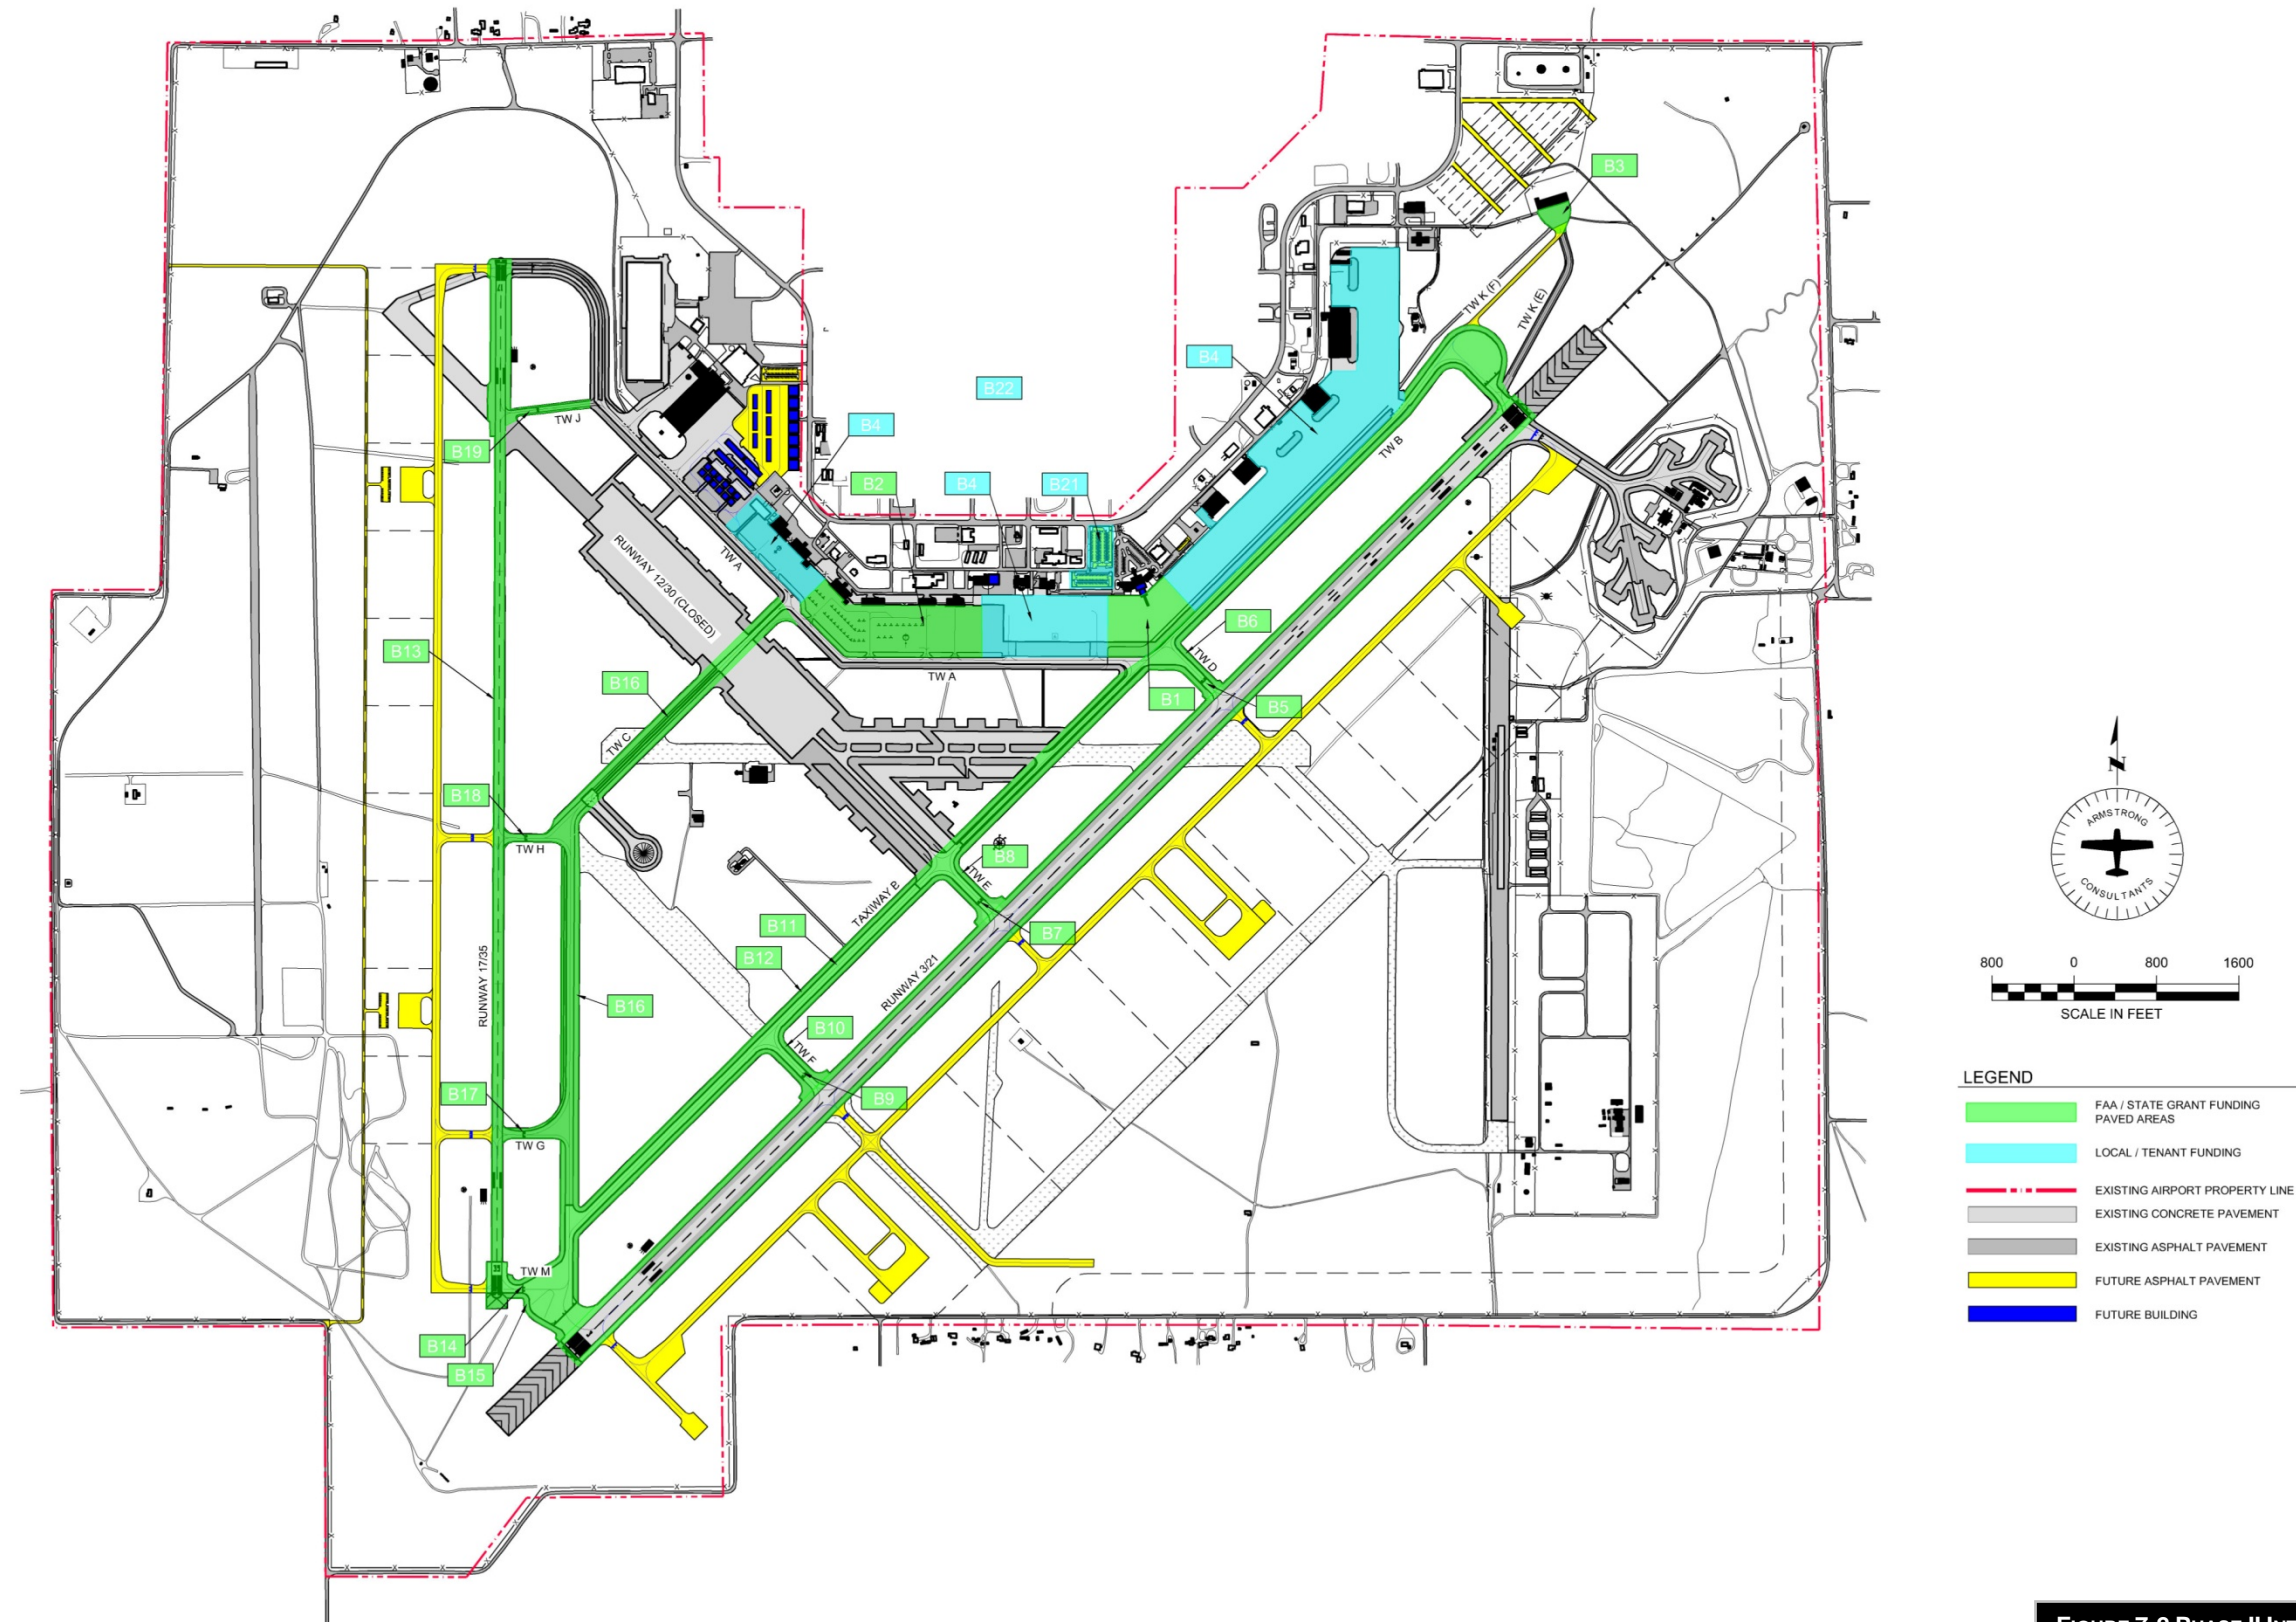 B3
TW K (F)
TW K (E)
B4
B22
B4
TW J
TW B
B19
B2
B4
B21
RUNWAY 12/30 (CLOSED)
TW A
B6
B13
TW D
TW A
B16
B1
B5
TW C
N
B18
ARMSTRONG
CONSULTANTS
TW H
B8
TW E
TAXIWAY B
B11
B7
B12
RUNWAY 3/21
RUNWAY 17/35
800 0 800 1600
SCALE IN FEET
B16
B10
TW F
LEGEND
B17
B9
FAA / STATE GRANT FUNDING
PAVED AREAS
TW G
LOCAL / TENANT FUNDING
EXISTING AIRPORT PROPERTY LINE
EXISTING CONCRETE PAVEMENT
EXISTING ASPHALT PAVEMENT
TW M
FUTURE ASPHALT PAVEMENT
FUTURE BUILDING
B14
B15